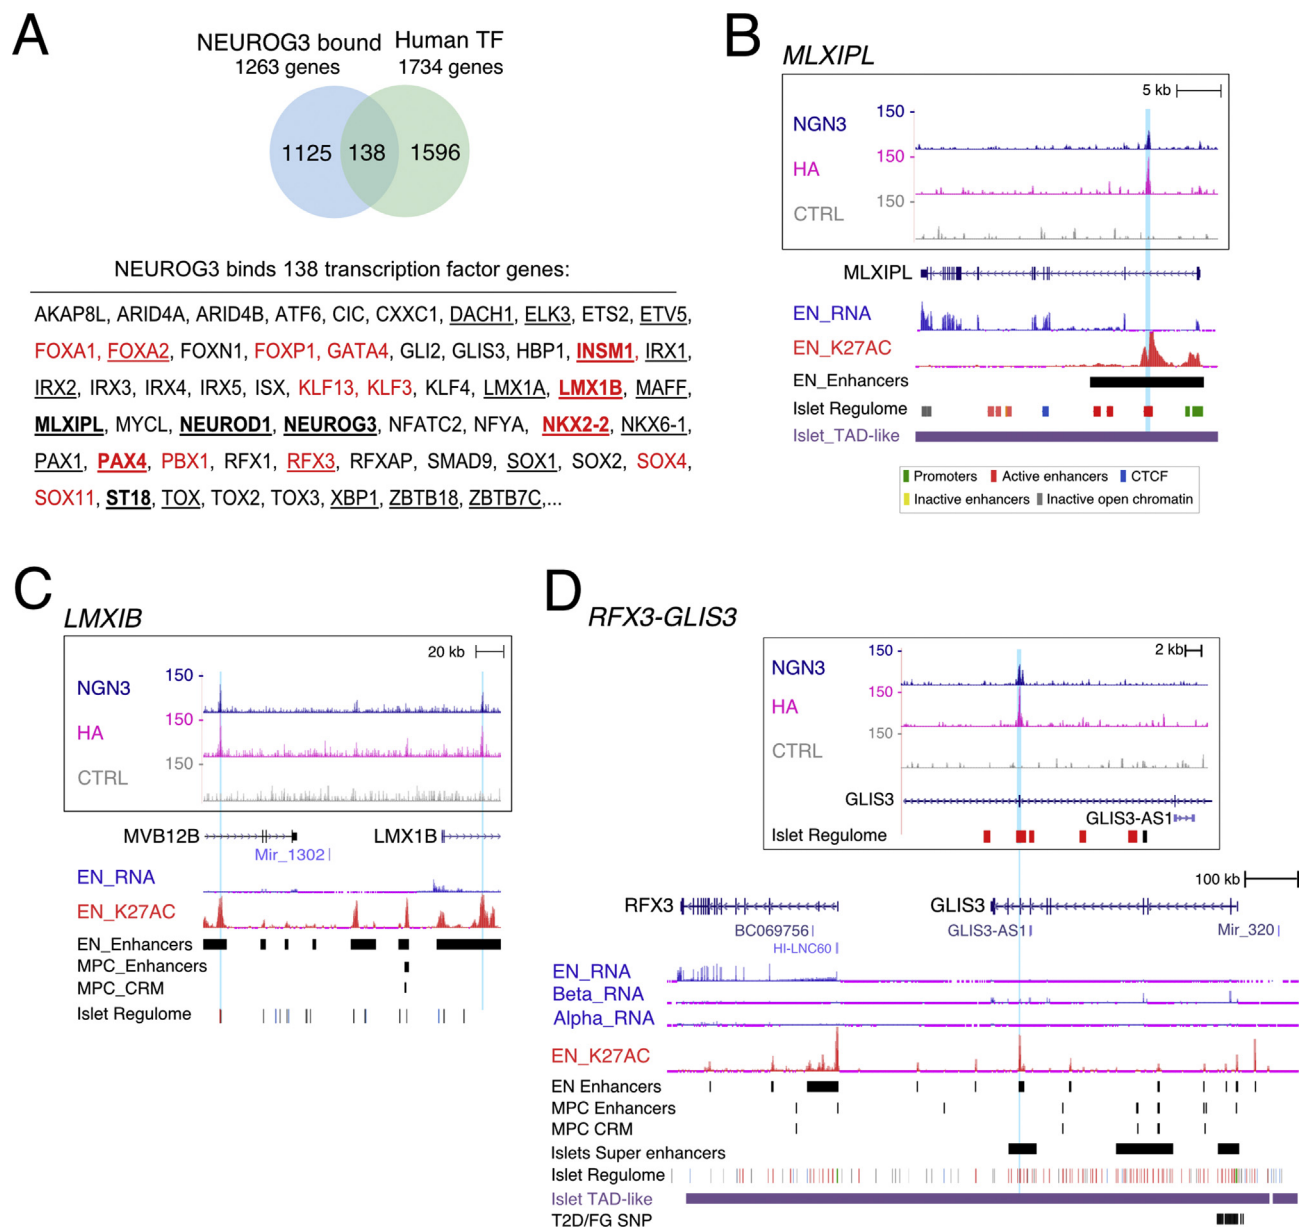 A
NEUROG3 bound
1263 genes
Human TF
1734 genes
1125
138
1596
NEUROG3 binds 138 transcription factor genes:
AKAP8L, ARID4A, ARID4B, ATF6, CIC, CXXC1, DACH1, ELK3, ETS2, ETV5,
FOXA1, FOXA2, FOXN1, FOXP1, GATA4, GLI2, GLIS3, HBP1, INSM1, IRX1,
IRX2, IRX3, IRX4, IRX5, ISX, KLF13, KLF3, KLF4, LMX1A, LMX1B, MAFF,
MLXIPL, MYCL, NEUROD1, NEUROG3, NFATC2, NFYA, NKX2-2, NKX6-1,
PAX1, PAX4, PBX1, RFX1, RFX3, RFXAP, SMAD9, SOX1, SOX2, SOX4,
SOX11, ST18, TOX, TOX2, TOX3, XBP1, ZBTB18, ZBTB7C,...
B
MLXIPL
5 kb
150 -
NGN3
150 -
HA
150 -
CTRL
MLXIPL
EN_RNA
EN_K27AC
EN_Enhancers
Islet Regulome
Islet_TAD-like
Promoters
Active enhancers
CTCF
Inactive enhancers
Inactive open chromatin
C
LMXIB
20 kb
150 -
NGN3
150 -
HA
150 -
CTRL
MVB12B
LMX1B
Mir_1302
EN_RNA
EN_K27AC
EN_Enhancers
MPC_Enhancers
MPC_CRM
Islet Regulome
D
RFX3-GLIS3
2 kb
150 -
NGN3
150 -
HA
150 -
CTRL
GLIS3
GLIS3-AS1
Islet Regulome
100 kb
RFX3
GLIS3
BC069756
GLIS3-AS1
Mir_320
HI-LNC60
EN_RNA
Beta_RNA
Alpha_RNA
EN_K27AC
EN Enhancers
MPC Enhancers
MPC CRM
Islets Super enhancers
Islet Regulome
Islet TAD-like
T2D/FG SNP